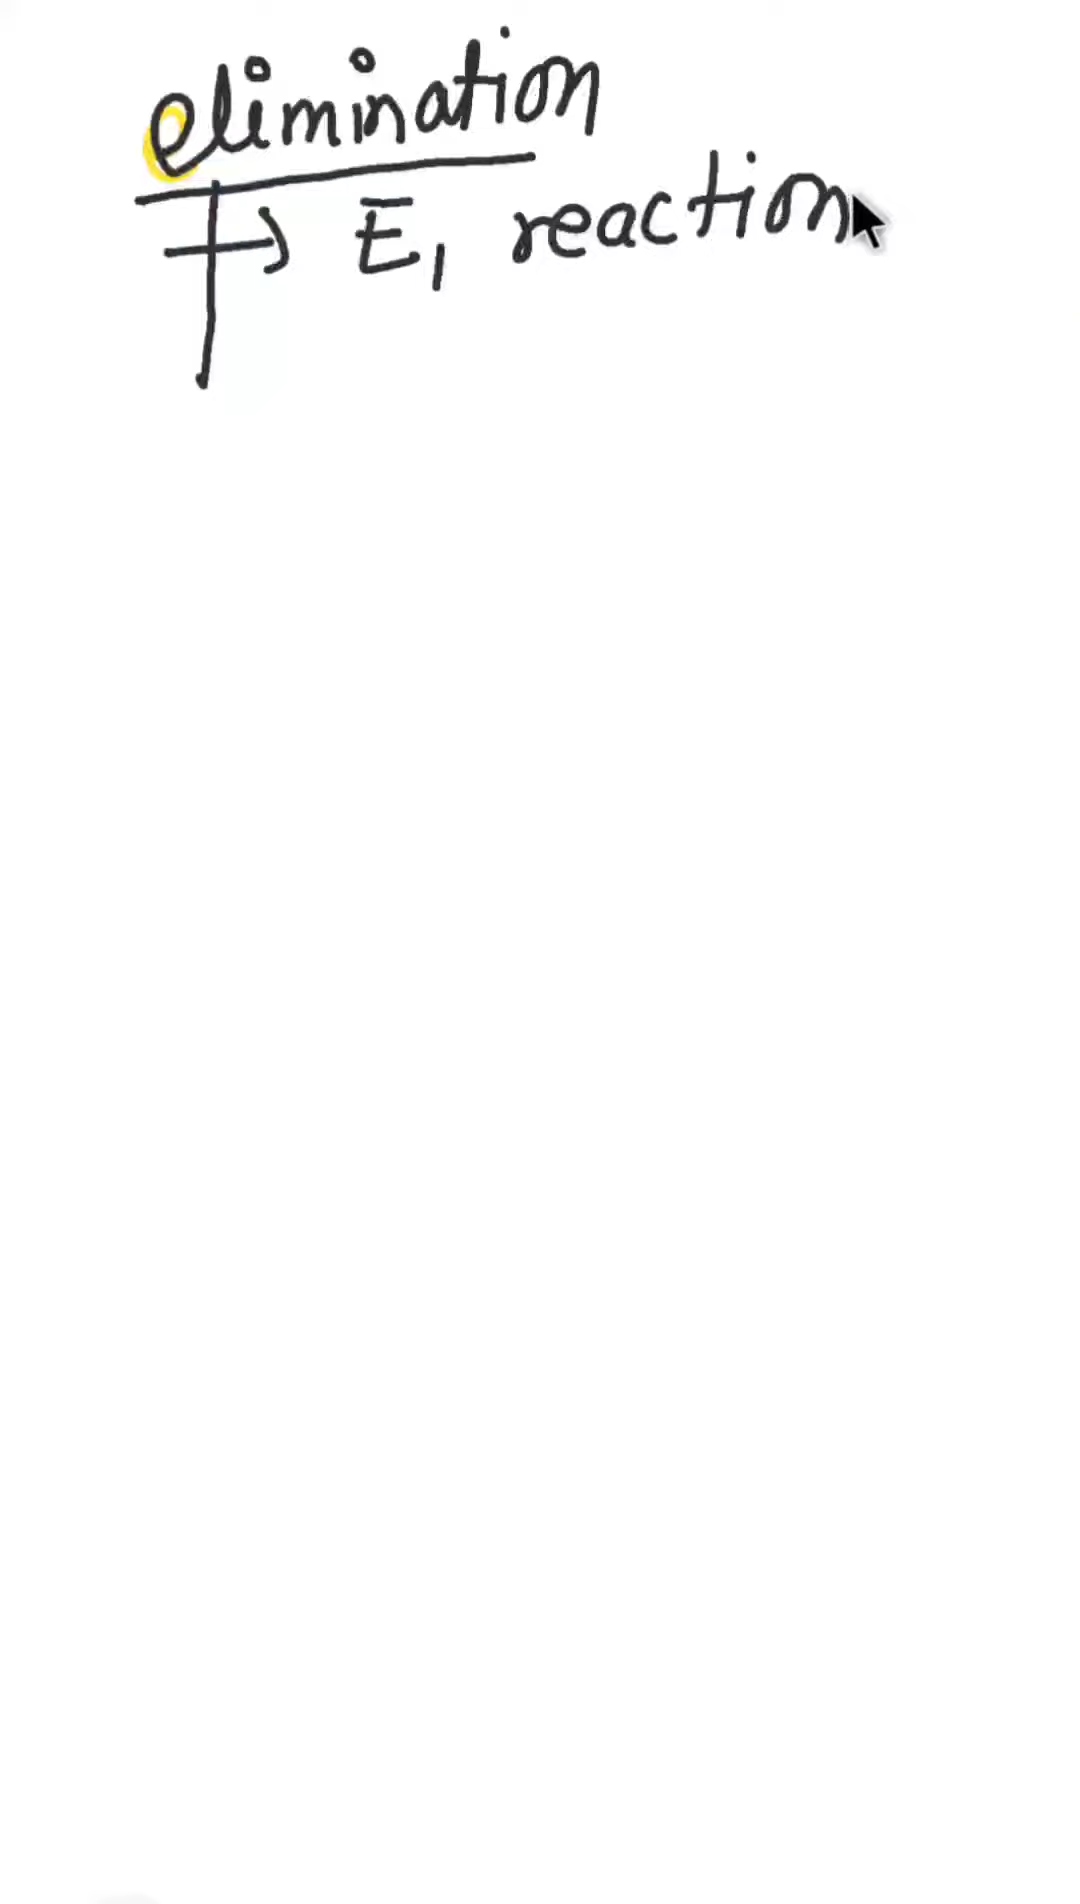 elimination
→ E₁ reaction